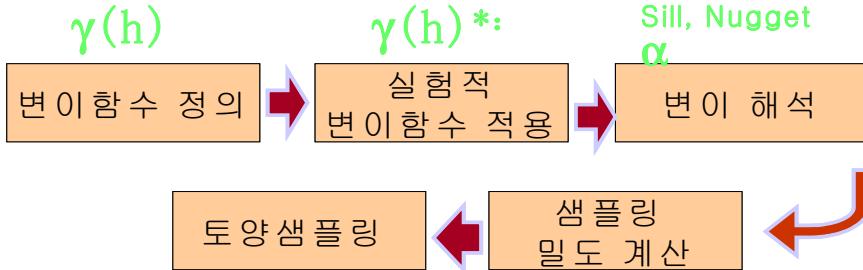 γ(h)
γ(h)*:
Sill, Nugget
α
변이함수 정의
실험적
변이함수 적용
변이 해석
토양샘플링
샘플링
밀도 계산